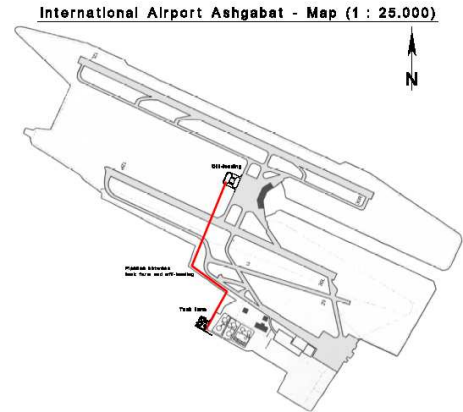 International Airport Ashgabat - Map (1 : 25.000)
N
Off-loading
Pipeline between
tank farm and off-loading
Tank farm